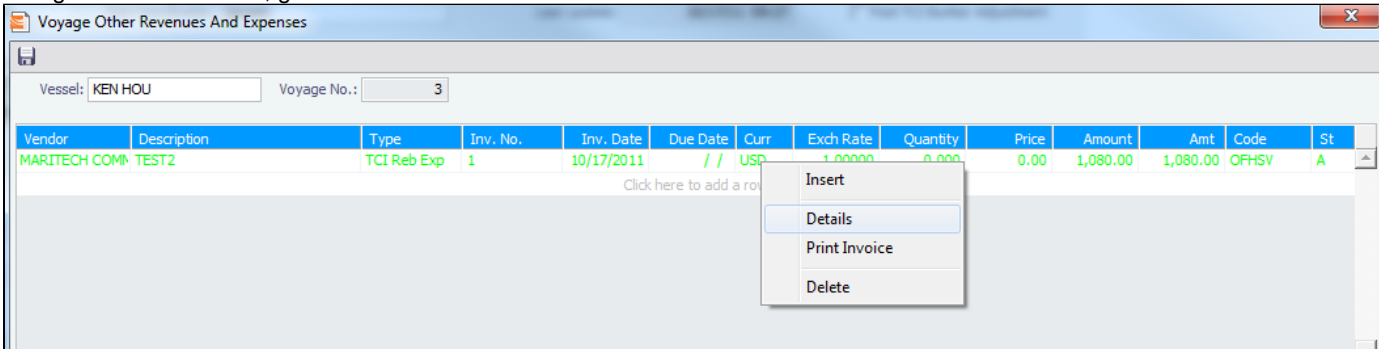 Voyage Other Revenues And Expenses
Vessel: KEN HOU Voyage No.: 3
Vendor Description Type Inv. No. Inv. Date Due Date Curr Exch Rate Quantity Price Amount Amt Code St
MARITECH COMM TEST2 TCI Reb Exp 1 10/17/2011 / / USD 1.00000 0.000 0.00 1,080.00 1,080.00 OFHSV A
Click here to add a row
Insert
Details
Print Invoice
Delete